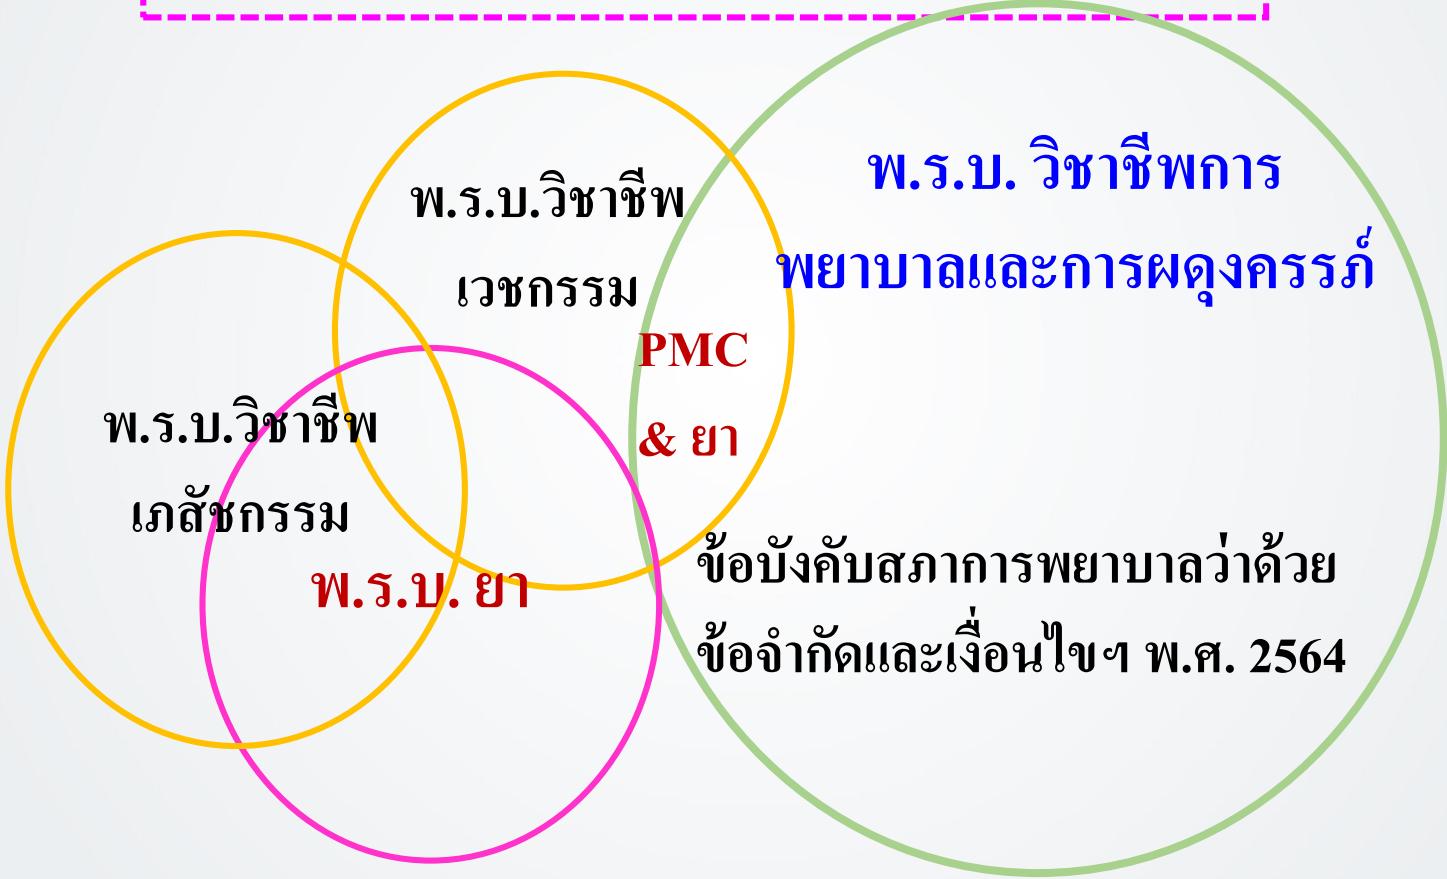 พ.ร.บ. วิชาชีพการ
พยาบาลและการผดุงครรภ์
พ.ร.บ.วิชาชีพ
เวชกรรม
PMC
& ยา
พ.ร.บ.วิชาชีพ
เภสัชกรรม
พ.ร.บ. ยา
ข้อบังคับสภาการพยาบาลว่าด้วย
ข้อจำกัดและเงื่อนไขฯ พ.ศ. 2564